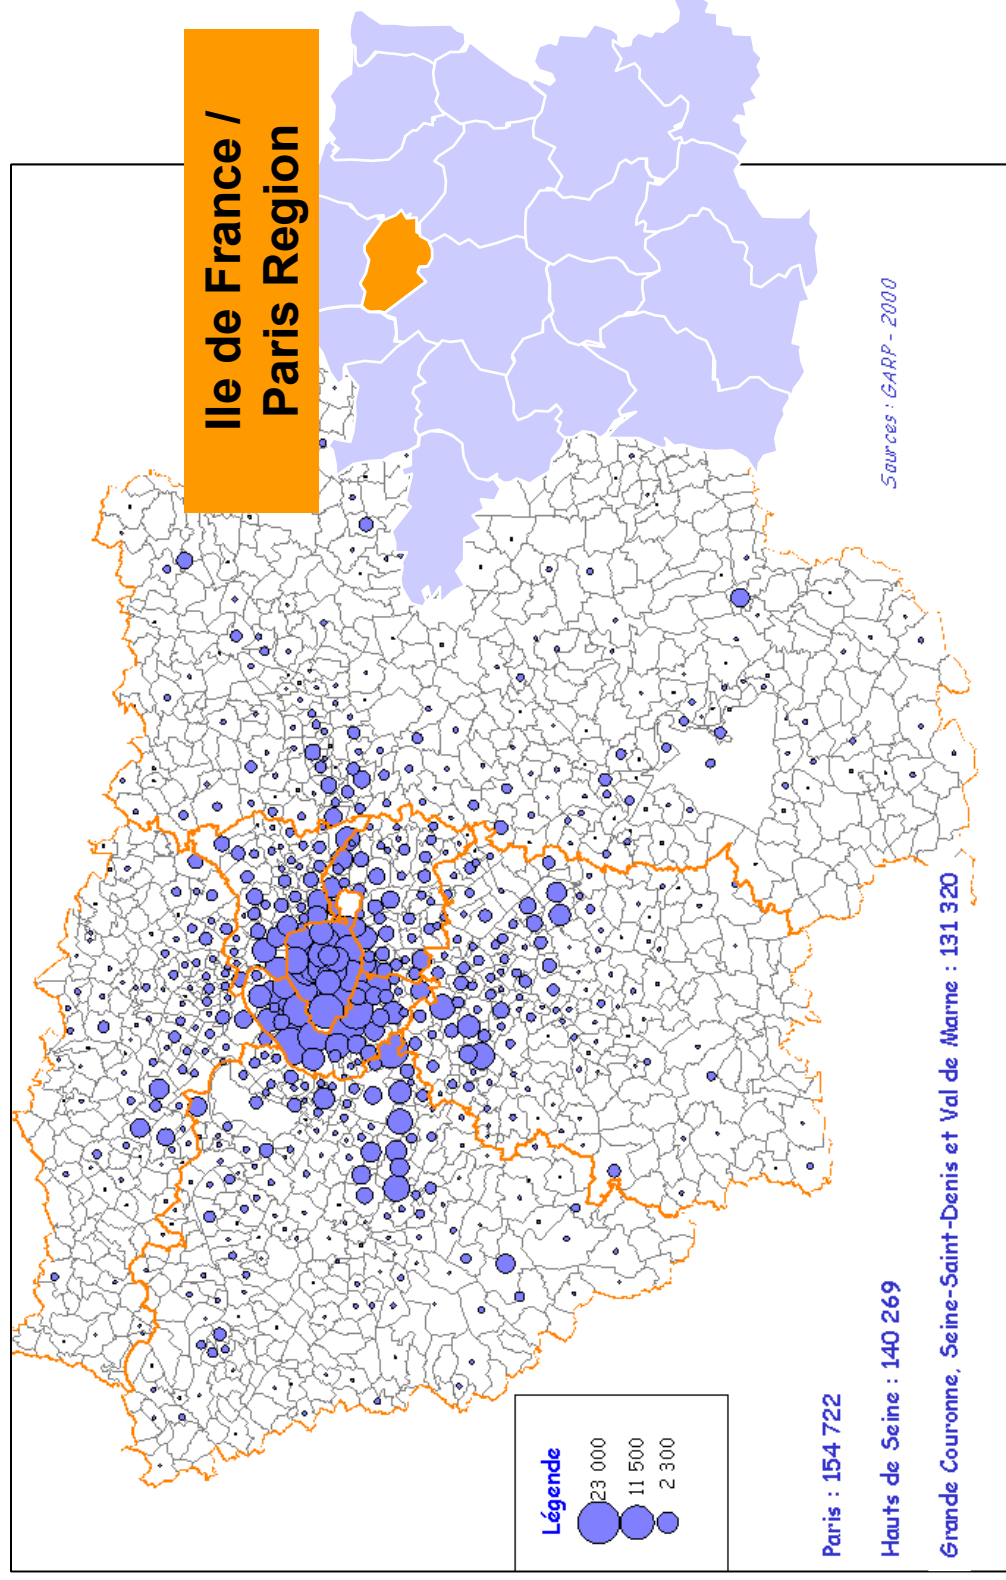 Ile de France /
Paris Region
Légende
23 000
11 500
2 300
Sources : GARP - 2000
Paris : 154 722
Hauts de Seine : 140 269
Grande Couronne, Seine-Saint-Denis et Val de Marne : 131 320